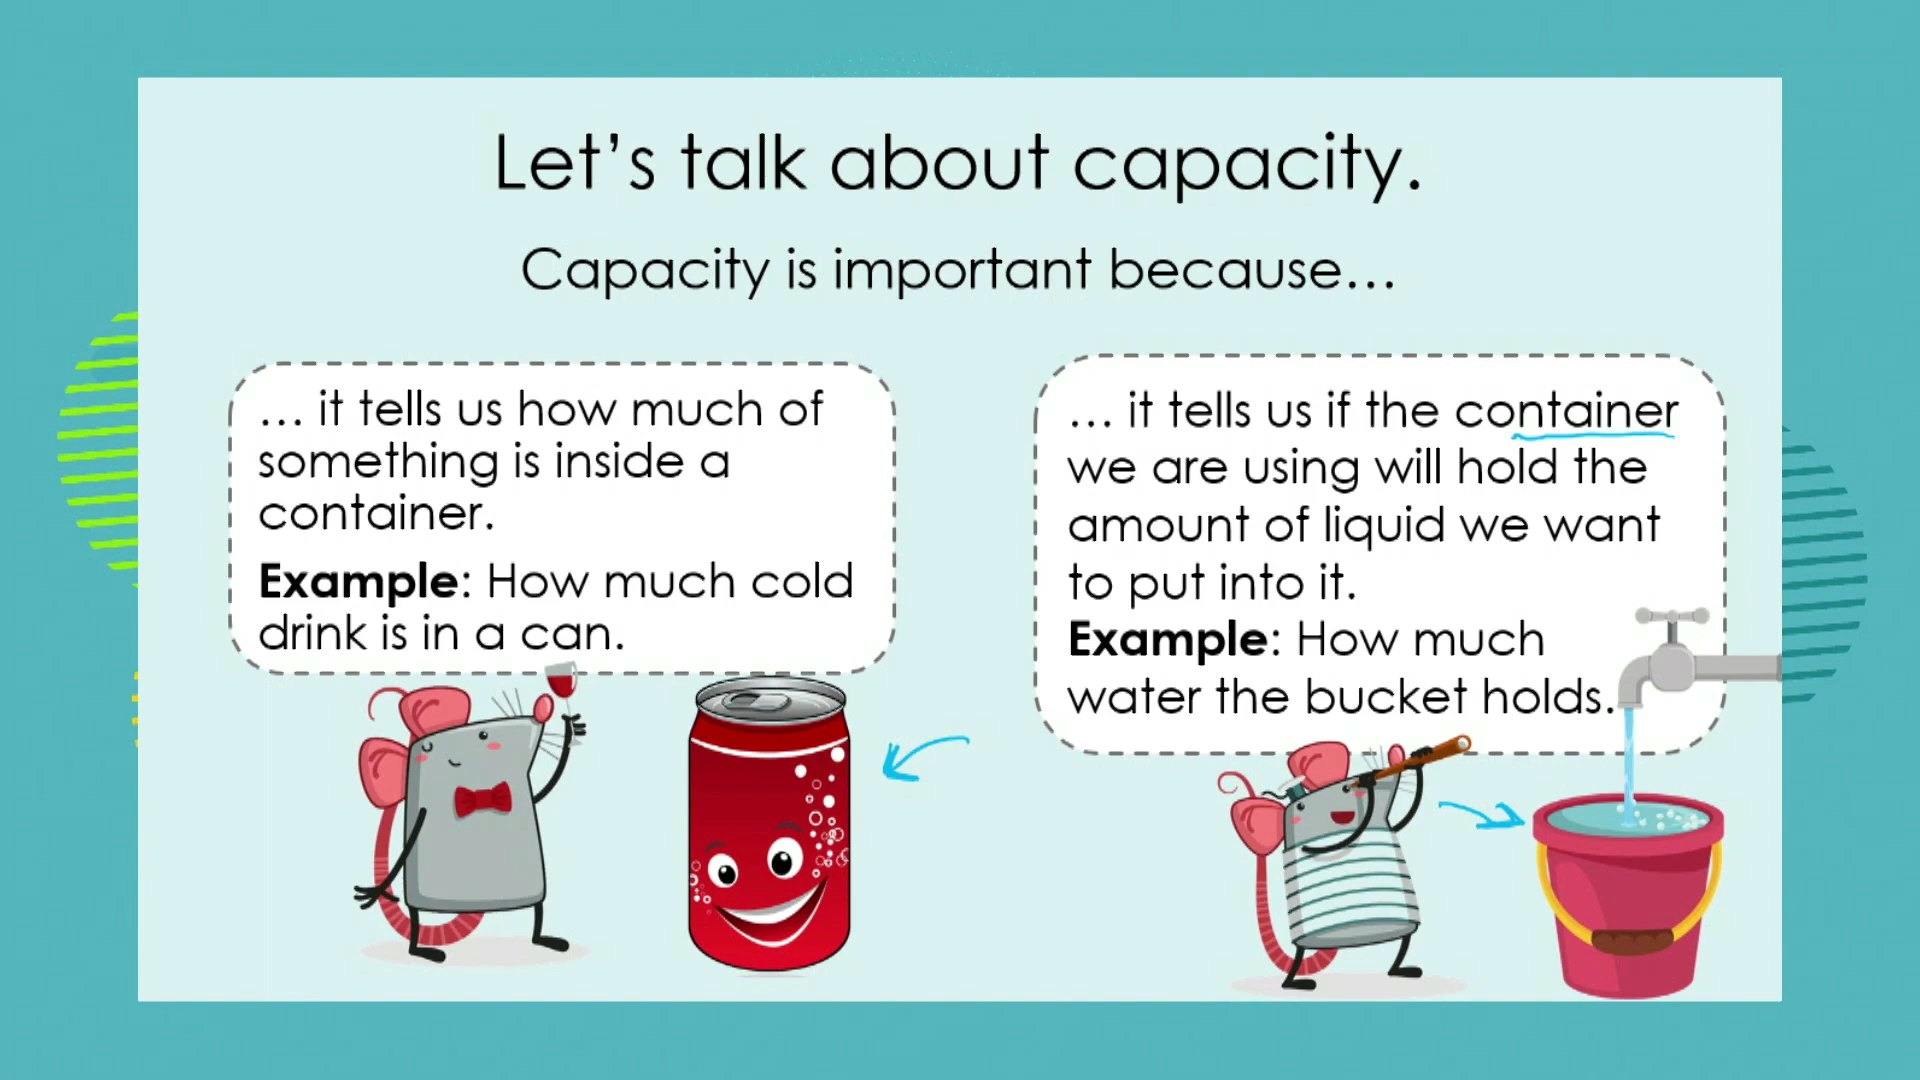 Let’s talk about capacity.
Capacity is important because…
… it tells us how much of
something is inside a
container.
Example: How much cold
drink is in a can.
… it tells us if the container
we are using will hold the
amount of liquid we want
to put into it.
Example: How much
water the bucket holds.